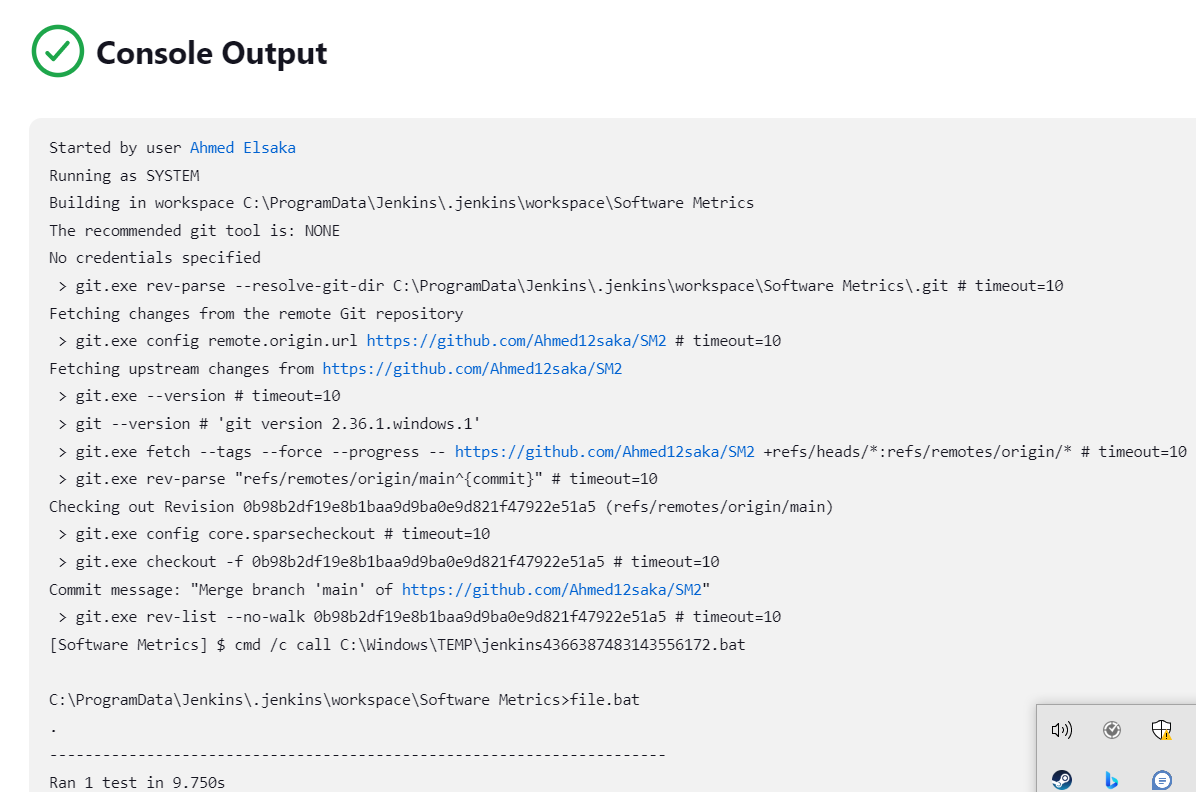 Console Output
Started by user Ahmed Elsaka
Running as SYSTEM
Building in workspace C:\ProgramData\Jenkins\.jenkins\workspace\Software Metrics
The recommended git tool is: NONE
No credentials specified
 > git.exe rev-parse --resolve-git-dir C:\ProgramData\Jenkins\.jenkins\workspace\Software Metrics\.git # timeout=10
Fetching changes from the remote Git repository
 > git.exe config remote.origin.url https://github.com/Ahmed12saka/SM2 # timeout=10
Fetching upstream changes from https://github.com/Ahmed12saka/SM2
 > git.exe --version # timeout=10
 > git --version # 'git version 2.36.1.windows.1'
 > git.exe fetch --tags --force --progress -- https://github.com/Ahmed12saka/SM2 +refs/heads/*:refs/remotes/origin/* # timeout=10
 > git.exe rev-parse "refs/remotes/origin/main^{commit}" # timeout=10
Checking out Revision 0b98b2df19e8b1baa9d9ba0e9d821f47922e51a5 (refs/remotes/origin/main)
 > git.exe config core.sparsecheckout # timeout=10
 > git.exe checkout -f 0b98b2df19e8b1baa9d9ba0e9d821f47922e51a5 # timeout=10
Commit message: "Merge branch 'main' of https://github.com/Ahmed12saka/SM2"
 > git.exe rev-list --no-walk 0b98b2df19e8b1baa9d9ba0e9d821f47922e51a5 # timeout=10
[Software Metrics] $ cmd /c call C:\Windows\TEMP\jenkins4366387483143556172.bat
C:\ProgramData\Jenkins\.jenkins\workspace\Software Metrics>file.bat
.
----------------------------------------------------------------------
Ran 1 test in 9.750s